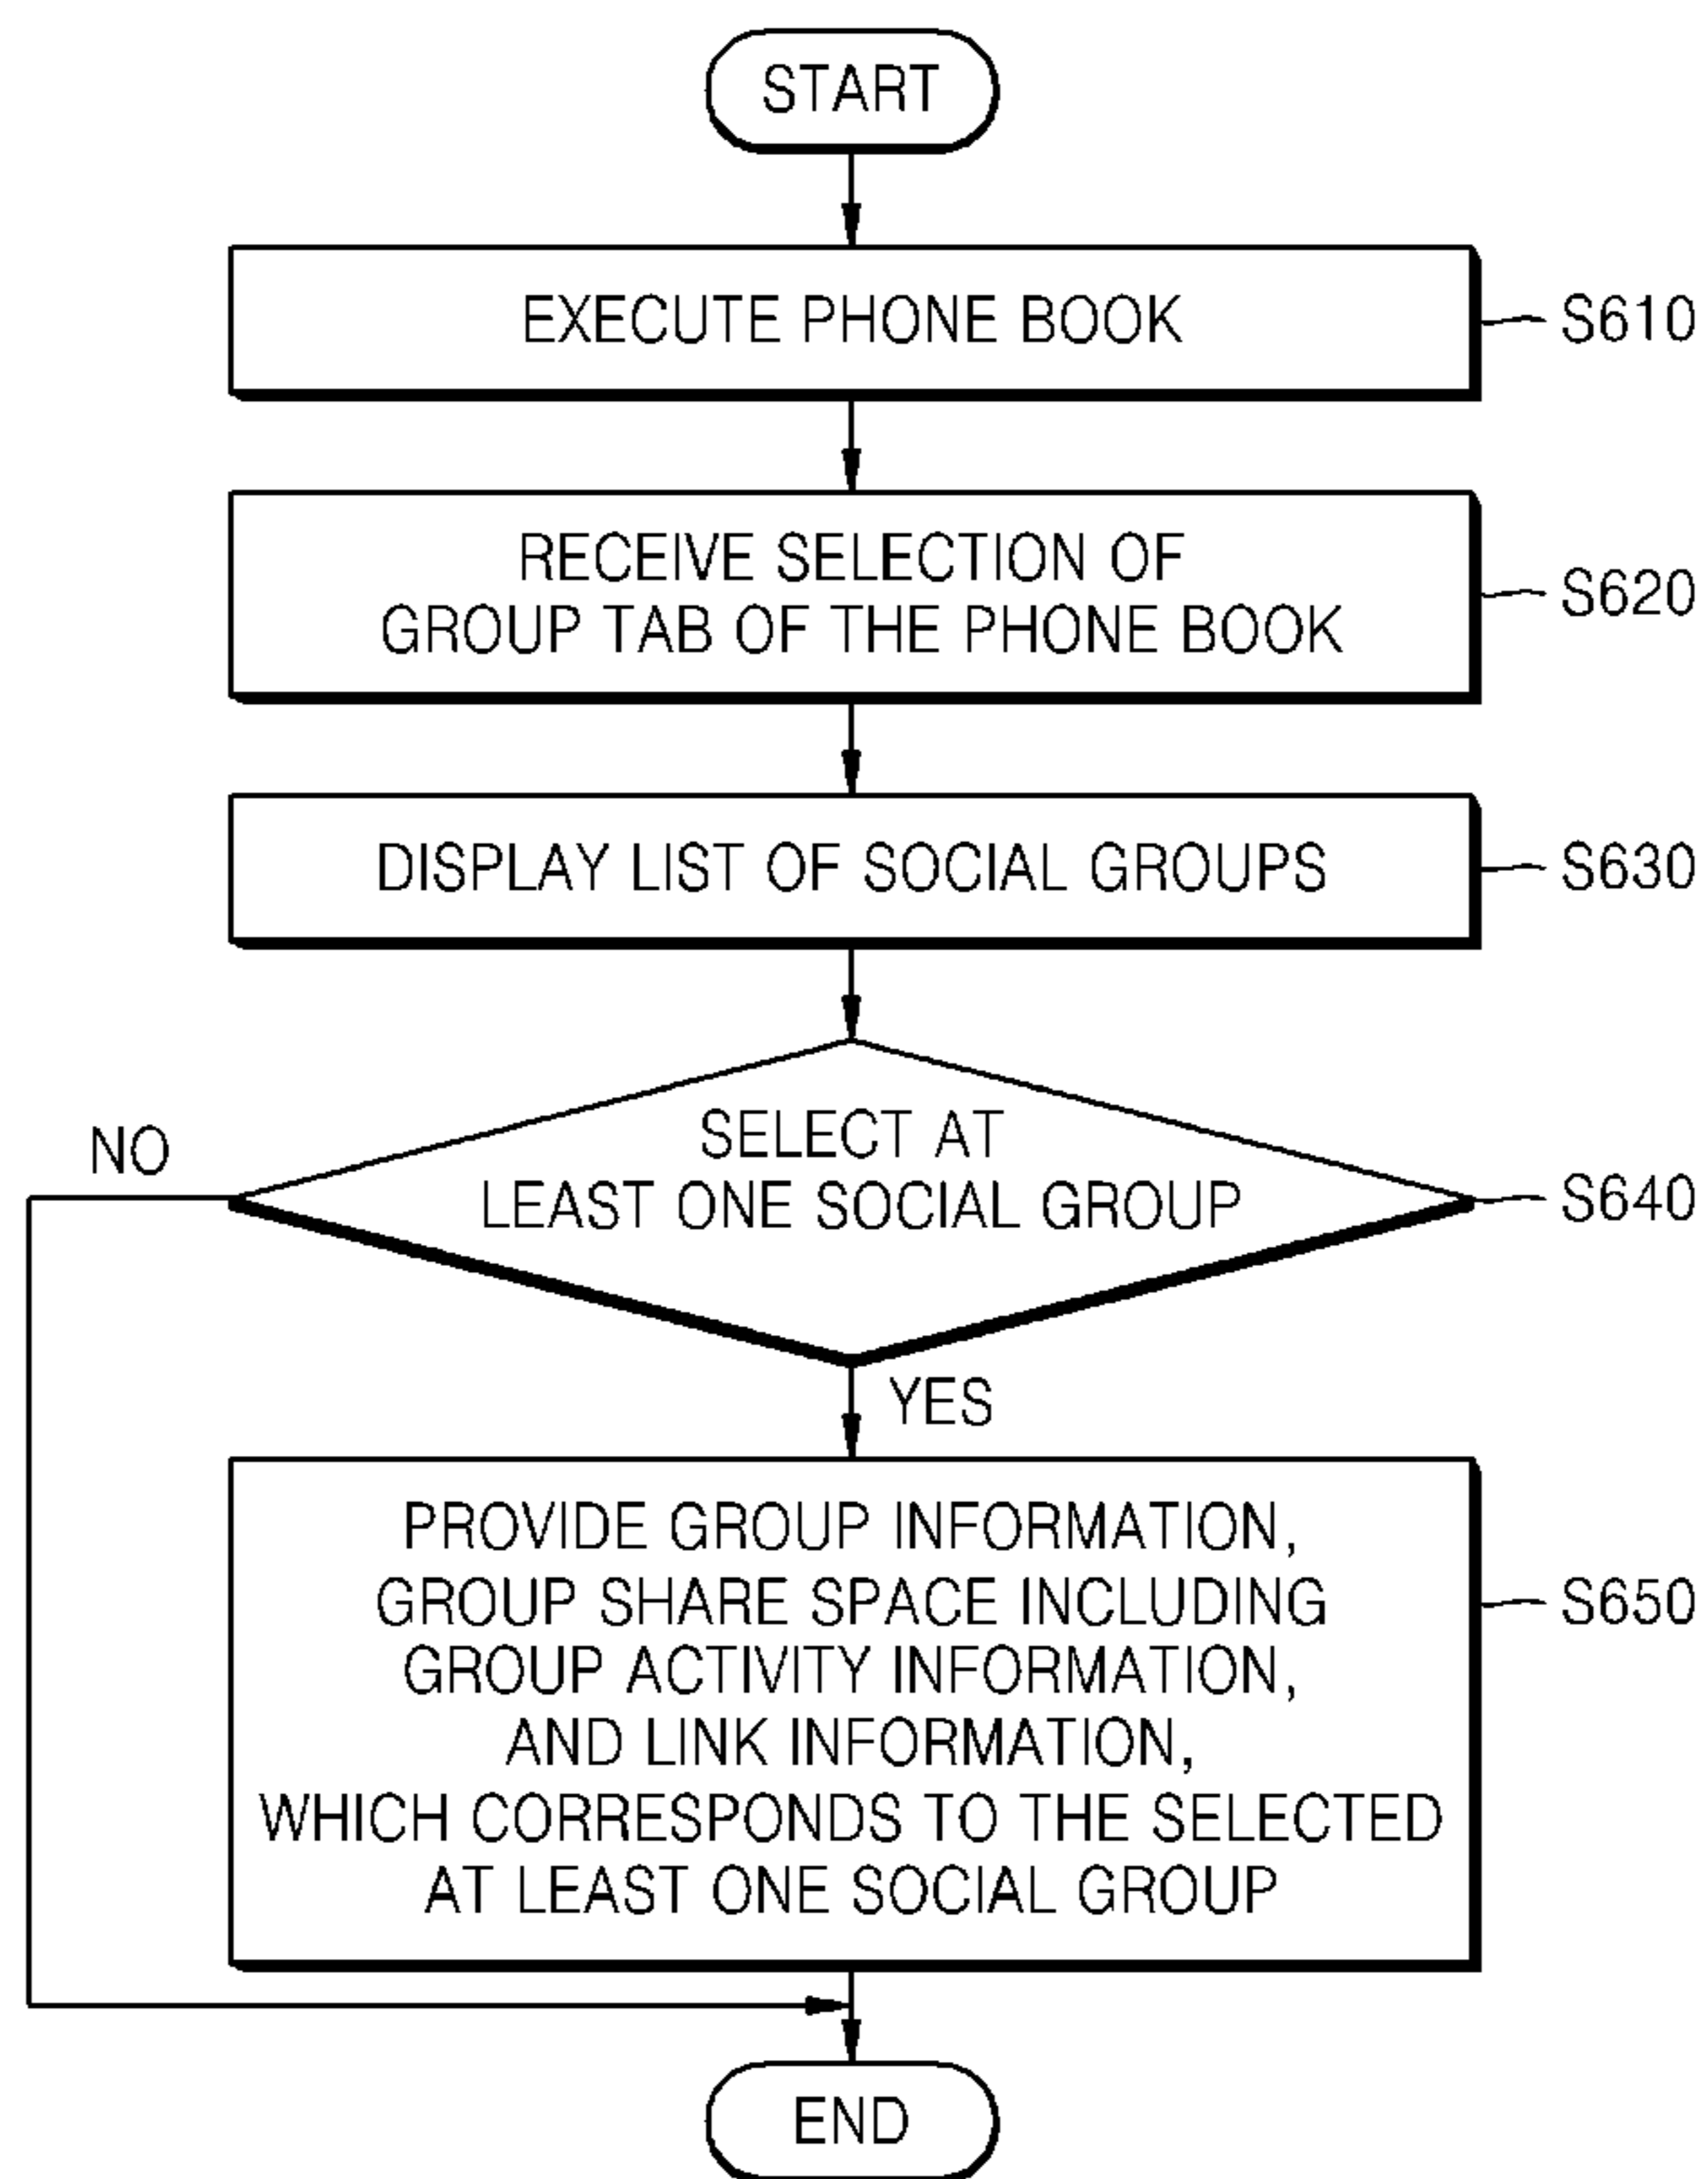 START
EXECUTE PHONE BOOK
S610
RECEIVE SELECTION OF
GROUP TAB OF THE PHONE BOOK
S620
DISPLAY LIST OF SOCIAL GROUPS
S630
SELECT AT
LEAST ONE SOCIAL GROUP
S640
NO
YES
PROVIDE GROUP INFORMATION,
GROUP SHARE SPACE INCLUDING
GROUP ACTIVITY INFORMATION,
AND LINK INFORMATION,
WHICH CORRESPONDS TO THE SELECTED
AT LEAST ONE SOCIAL GROUP
S650
END